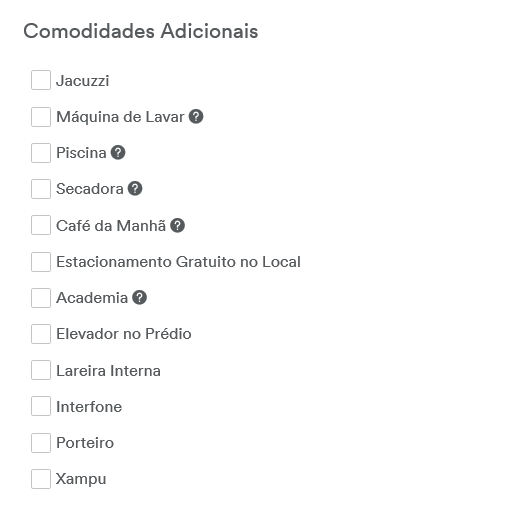 Comodidades Adicionais
Jacuzzi
Máquina de Lavar ?
Piscina ?
Secadora ?
Café da Manhã ?
Estacionamento Gratuito no Local
Academia ?
Elevador no Prédio
Lareira Interna
Interfone
Porteiro
Xampu